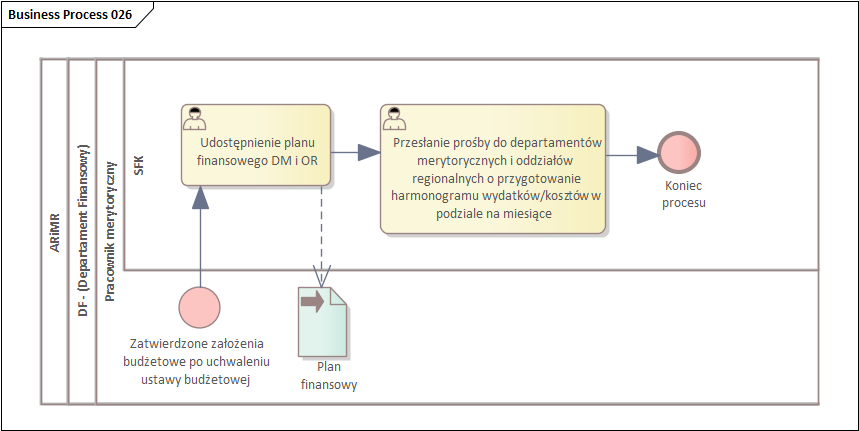 Business Process 026
ARiMR
DF - (Departament Finansowy)
Pracownik merytoryczny
SFK
Udostępnienie planu
finansowego DM i OR
Przesłanie prośby do departamentów
merytorycznych i oddziałów
regionalnych o przygotowanie
harmonogramu wydatków/kosztów w
podziale na miesiące
Koniec
procesu
Zatwierdzone założenia
budżetowe po uchwaleniu
ustawy budżetowej
Plan
finansowy